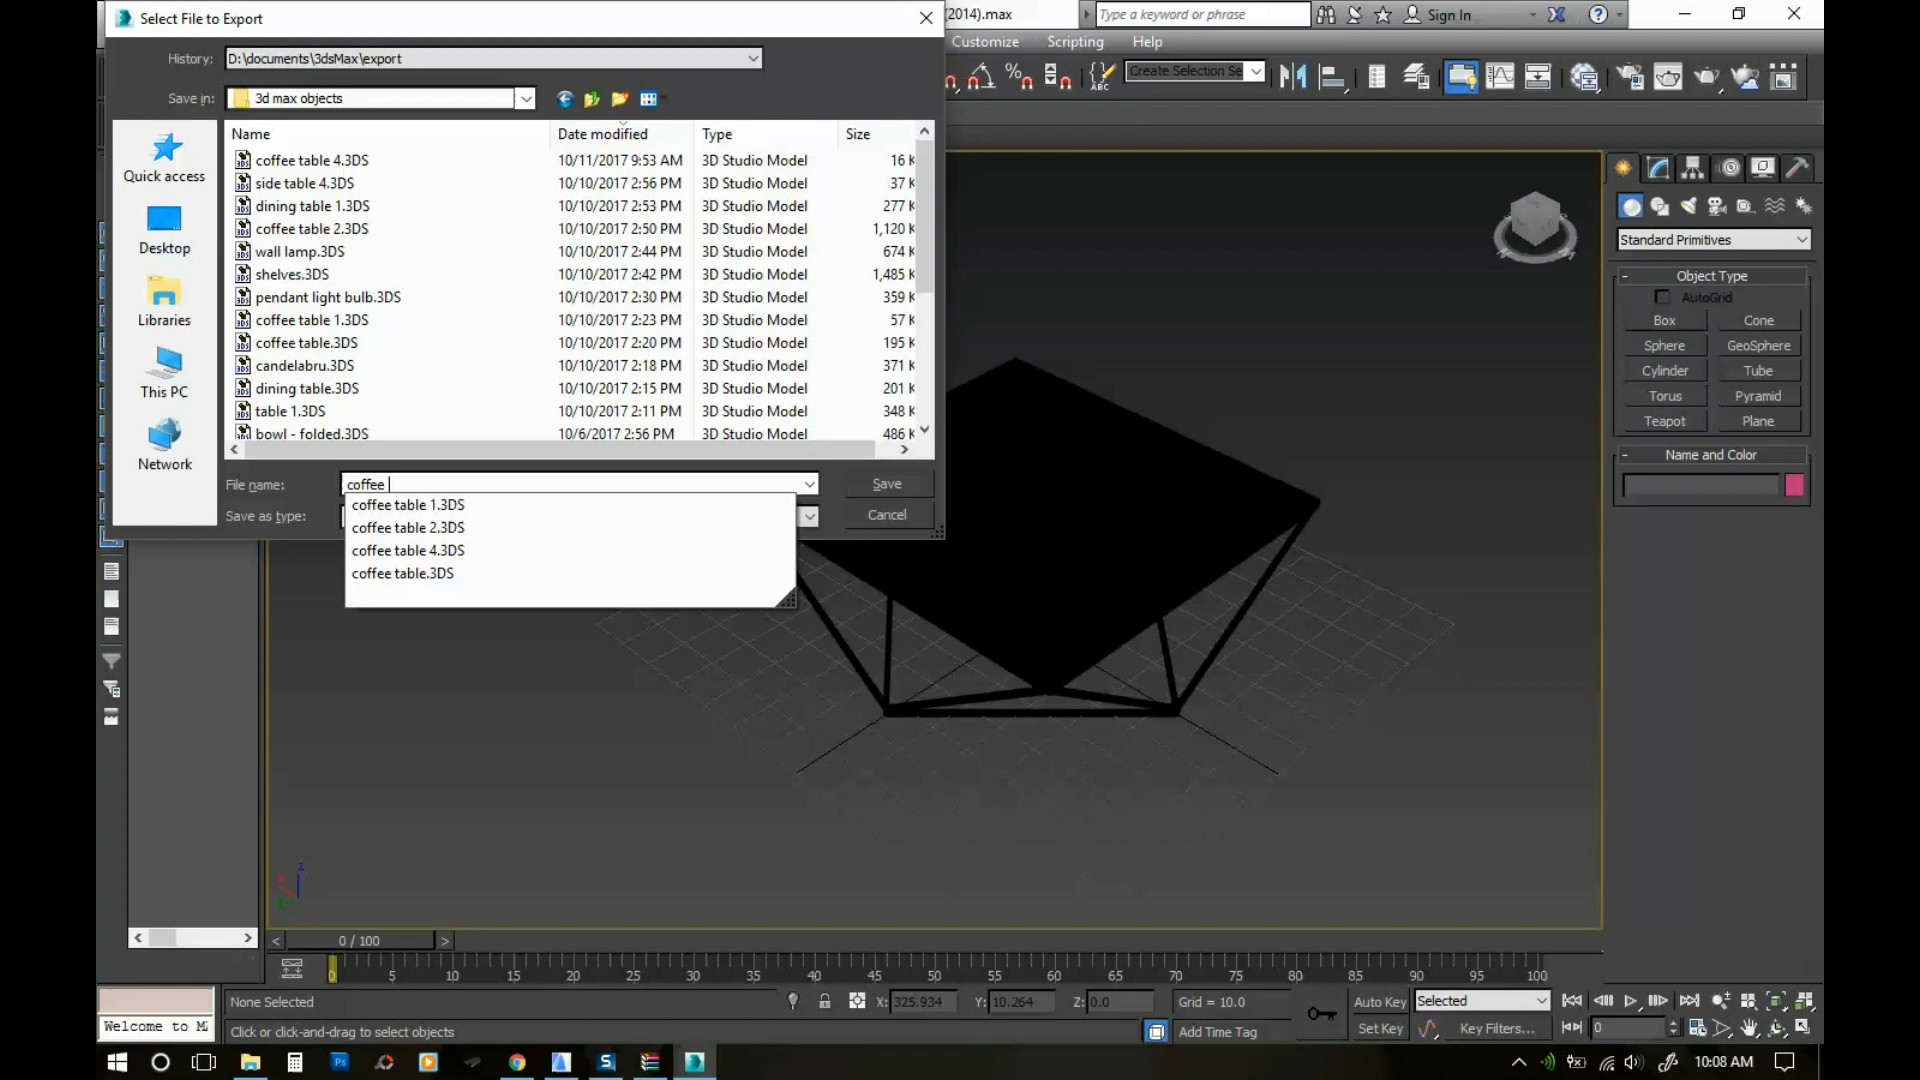 Select File to Export
(2014).max
Type a keyword or phrase
Sign In
Customize
Scripting
Help
History:
D:\documents\3dsMax\export
Create Selection Se
Save in:
3d max objects
Name
Date modified
Type
Size
coffee table 4.3DS 10/11/2017 9:53 AM 3D Studio Model 16 K
side table 4.3DS 10/10/2017 2:56 PM 3D Studio Model 37 K
dining table 1.3DS 10/10/2017 2:53 PM 3D Studio Model 277 K
coffee table 2.3DS 10/10/2017 2:50 PM 3D Studio Model 1,120 K
wall lamp.3DS 10/10/2017 2:44 PM 3D Studio Model 674 K
shelves.3DS 10/10/2017 2:42 PM 3D Studio Model 1,485 K
pendant light bulb.3DS 10/10/2017 2:30 PM 3D Studio Model 359 K
coffee table 1.3DS 10/10/2017 2:23 PM 3D Studio Model 57 K
coffee table.3DS 10/10/2017 2:20 PM 3D Studio Model 195 K
candelabru.3DS 10/10/2017 2:18 PM 3D Studio Model 371 K
dining table.3DS 10/10/2017 2:15 PM 3D Studio Model 201 K
table 1.3DS 10/10/2017 2:11 PM 3D Studio Model 348 K
bowl - folded.3DS 10/6/2017 2:56 PM 3D Studio Model 486 K
Quick access
Desktop
Libraries
This PC
Network
File name:
coffee
Save
Save as type:
Cancel
coffee table 1.3DS
coffee table 2.3DS
coffee table 4.3DS
coffee table.3DS
Standard Primitives
Object Type
AutoGrid
Box Cone
Sphere GeoSphere
Cylinder Tube
Torus Pyramid
Teapot Plane
Name and Color
z
0 / 100
0 5 10 15 20 25 30 35 40 45 50 55 60 65 70 75 80 85 90 95 100
None Selected
X: 325.934
Y: 10.264
Z: 0.0
Grid = 10.0
Auto Key
Selected
Welcome to M
Click or click-and-drag to select objects
Add Time Tag
Set Key
Key Filters...
0
10:08 AM